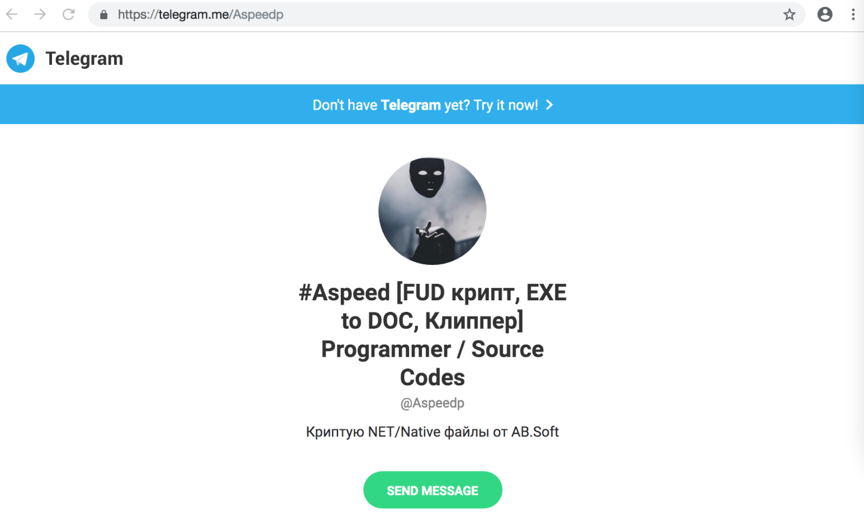 https://telegram.me/Aspeedp
Telegram
Don't have Telegram yet? Try it now!
#Aspeed [FUD крипт, EXE
to DOC, Клиппер]
Programmer / Source
Codes
@Aspeedp
Криптую NET/Native файлы от AB.Soft
SEND MESSAGE